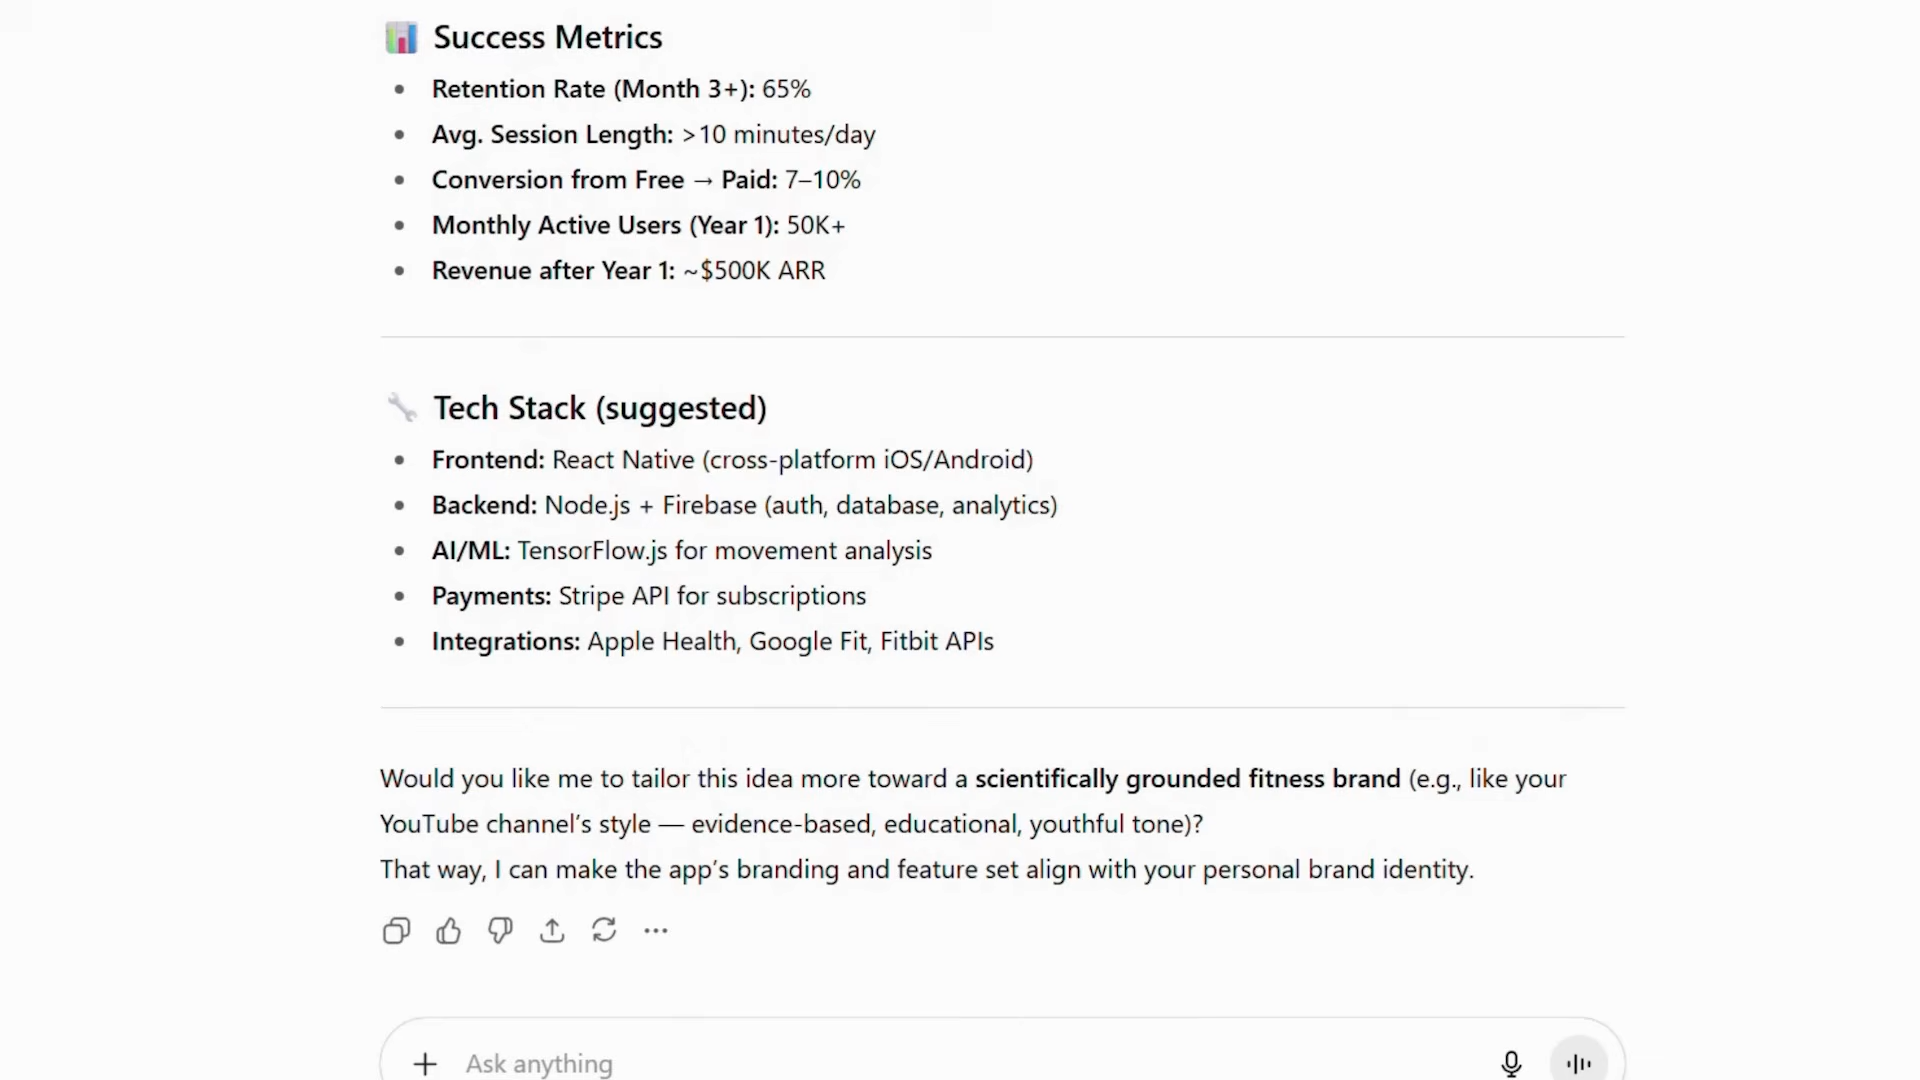 Success Metrics
Retention Rate (Month 3+): 65%
Avg. Session Length: >10 minutes/day
Conversion from Free → Paid: 7–10%
Monthly Active Users (Year 1): 50K+
Revenue after Year 1: ~$500K ARR
Tech Stack (suggested)
Frontend: React Native (cross-platform iOS/Android)
Backend: Node.js + Firebase (auth, database, analytics)
AI/ML: TensorFlow.js for movement analysis
Payments: Stripe API for subscriptions
Integrations: Apple Health, Google Fit, Fitbit APIs
Would you like me to tailor this idea more toward a scientifically grounded fitness brand (e.g., like your
YouTube channel’s style — evidence-based, educational, youthful tone)?
That way, I can make the app’s branding and feature set align with your personal brand identity.
Ask anything